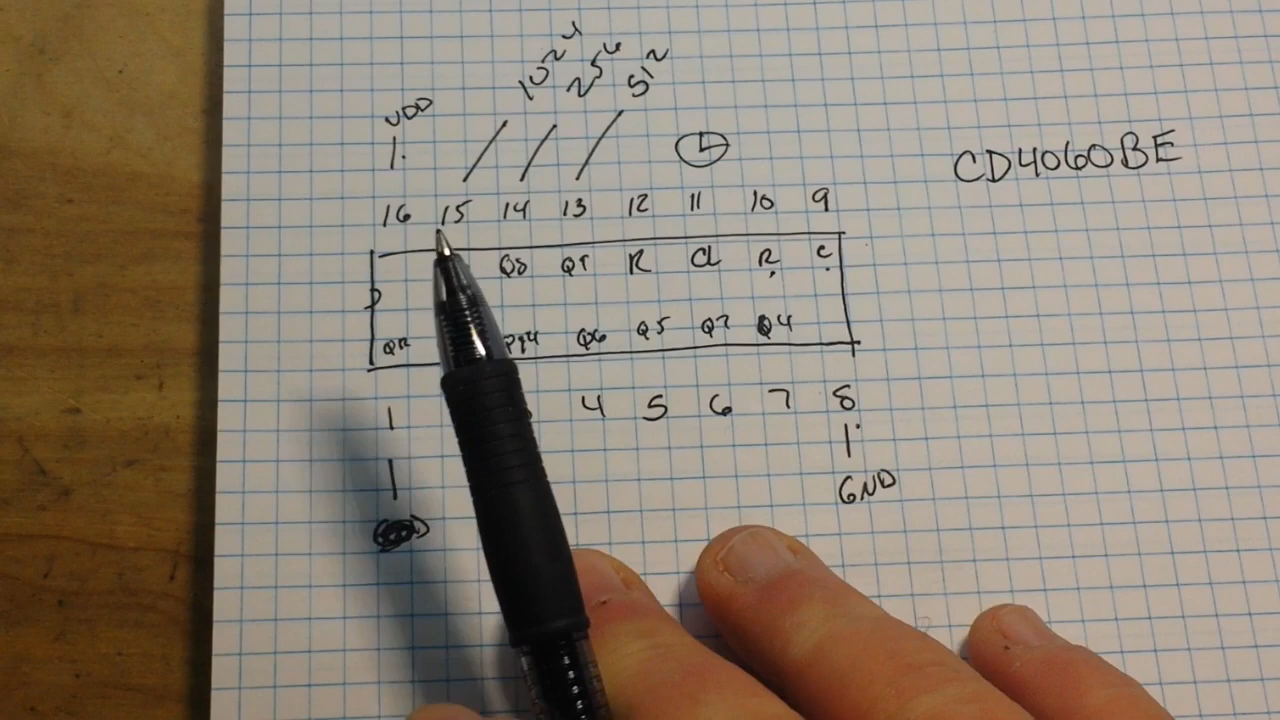 1024 256 512
VDD
CD4060BE
16 15 14 13 12 11 10 9
Q8 Q9 R Cl R C
Q14 Q6 Q5 Q7 Q4
1 4 5 6 7 8
GND